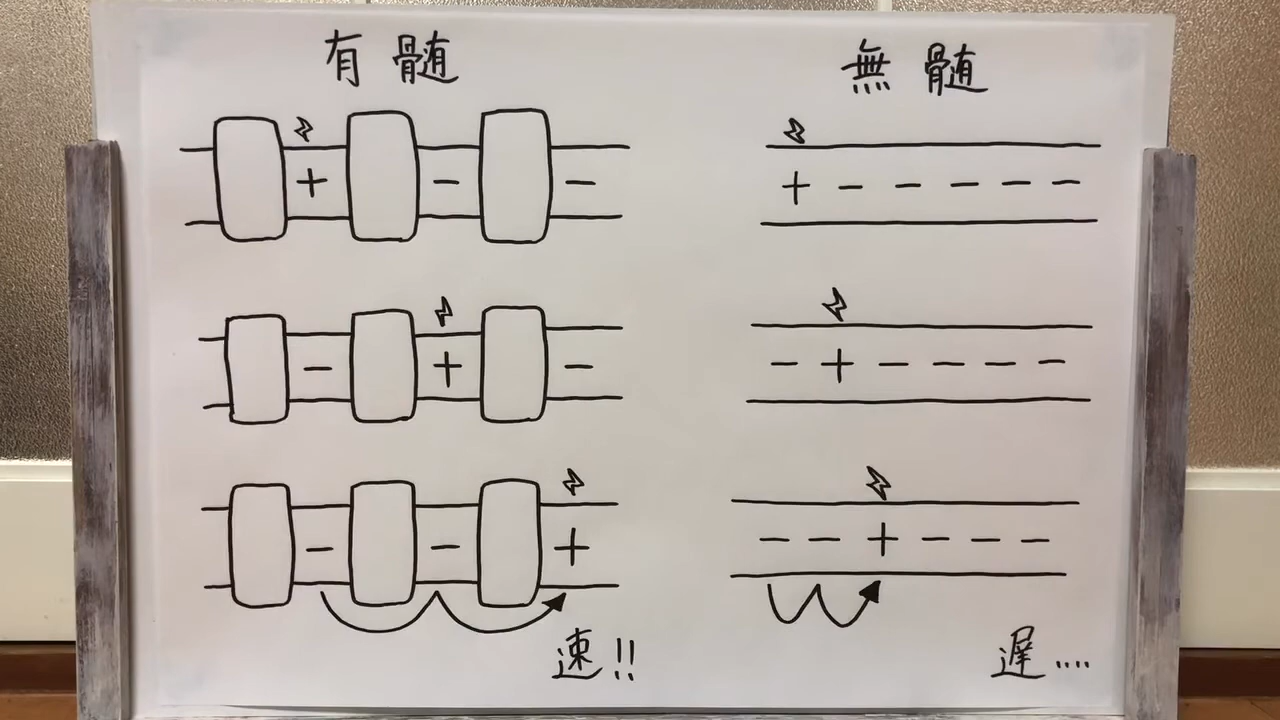 有髄
無髄
+ − −
+ − − − − −
− + −
− + − − − −
− − +
− − + − − −
速!!
遅....